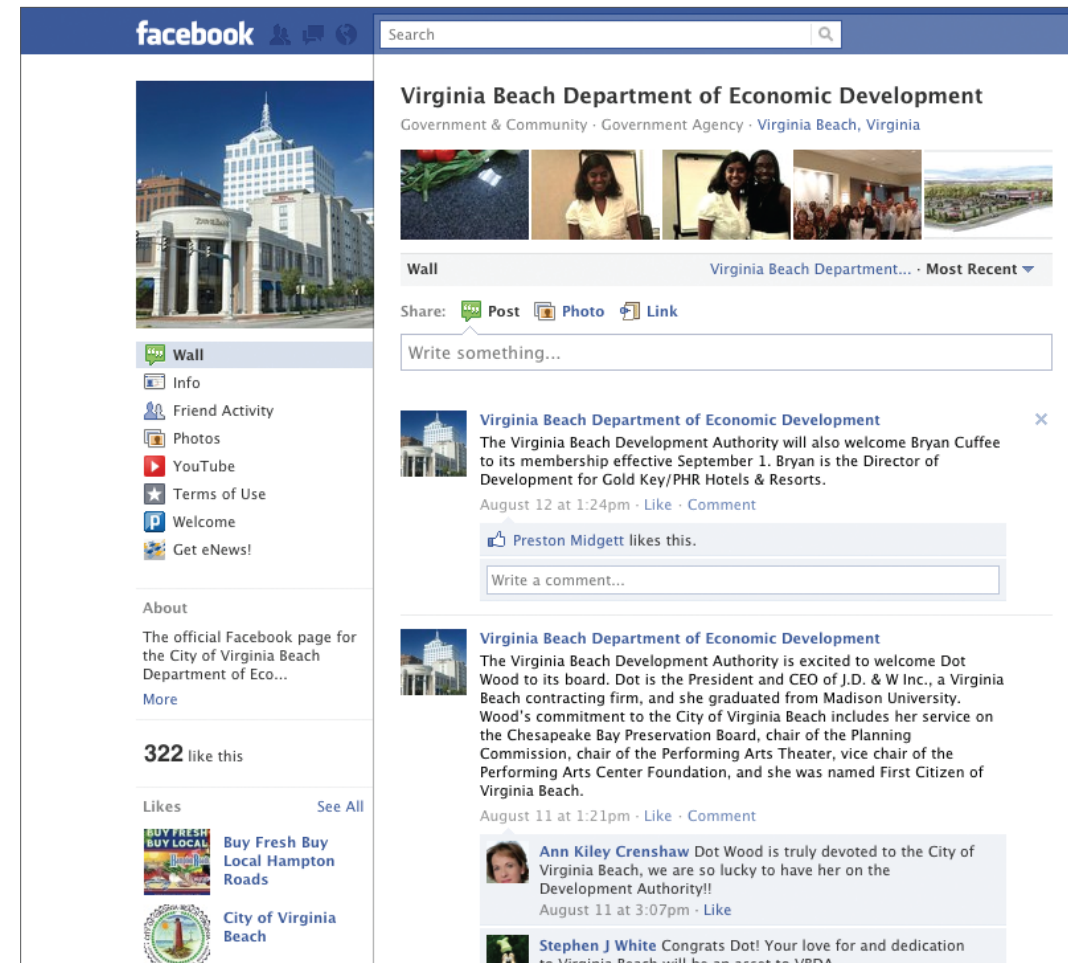 facebook
Search
Virginia Beach Department of Economic Development
Government & Community · Government Agency · Virginia Beach, Virginia
Wall
Virginia Beach Department... · Most Recent
Share: Post Photo Link
Write something...
Wall
Info
Friend Activity
Photos
YouTube
Terms of Use
Welcome
Get eNews!
About
The official Facebook page for
the City of Virginia Beach
Department of Eco...
More
322 like this
Likes See All
BUY FRESH
BUY LOCAL
Buy Fresh Buy
Local Hampton
Roads
City of Virginia
Beach
Virginia Beach Department of Economic Development
The Virginia Beach Development Authority will also welcome Bryan Cuffee
to its membership effective September 1. Bryan is the Director of
Development for Gold Key/PHR Hotels & Resorts.
August 12 at 1:24pm · Like · Comment
Preston Midgett likes this.
Write a comment...
Virginia Beach Department of Economic Development
The Virginia Beach Development Authority is excited to welcome Dot
Wood to its board. Dot is the President and CEO of J.D. & W Inc., a Virginia
Beach contracting firm, and she graduated from Madison University.
Wood's commitment to the City of Virginia Beach includes her service on
the Chesapeake Bay Preservation Board, chair of the Planning
Commission, chair of the Performing Arts Theater, vice chair of the
Performing Arts Center Foundation, and she was named First Citizen of
Virginia Beach.
August 11 at 1:21pm · Like · Comment
Ann Kiley Crenshaw Dot Wood is truly devoted to the City of
Virginia Beach, we are so lucky to have her on the
Development Authority!!
August 11 at 3:07pm · Like
Stephen J White Congrats Dot! Your love for and dedication
to Virginia Beach will be an asset to VBDA